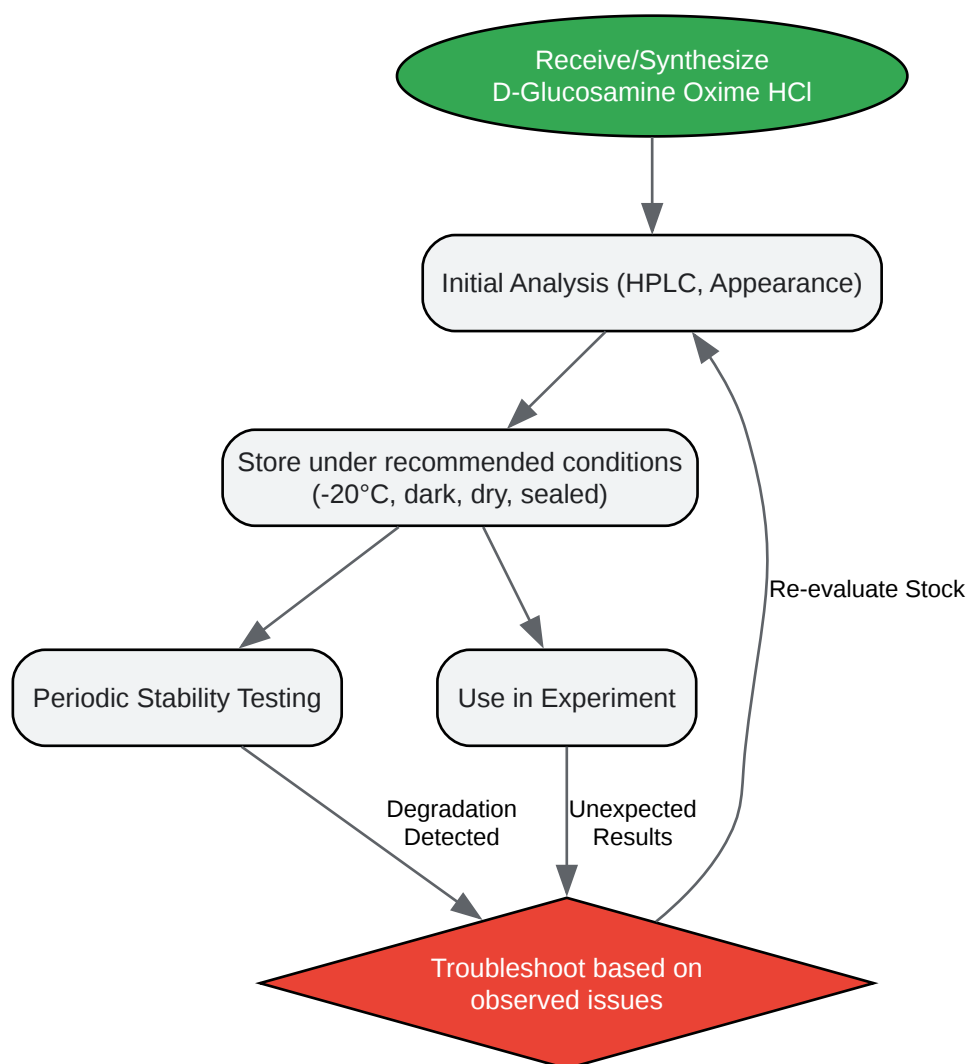 Receive/Synthesize
D-Glucosamine Oxime HCl
Initial Analysis (HPLC, Appearance)
Store under recommended conditions
(-20°C, dark, dry, sealed)
Re-evaluate Stock
Periodic Stability Testing
Use in Experiment
Degradation
Detected
Unexpected
Results
Troubleshoot based on
observed issues